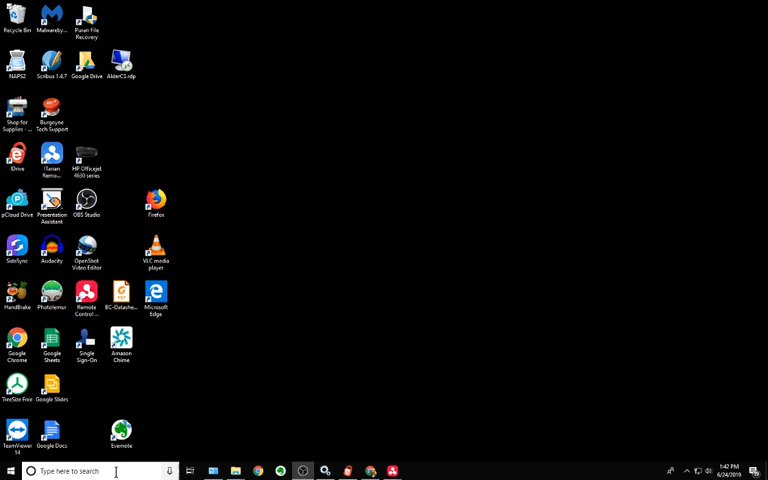 Recycle Bin
Malwareby...
Puran File
Recovery
NAPS2
Scribus 1.4.7
Google Drive
AlderCS.rdp
Shop for
Supplies - ...
Burgoyne
Tech Support
IDrive
ITarian
Remo...
HP Officejet
4630 series
pCloud Drive
Presentation
Assistant
OBS Studio
Firefox
SideSync
Audacity
OpenShot
Video Editor
VLC media
player
HandBrake
Photolemur
Remote
Control ...
BC-Datashe...
Microsoft
Edge
Google
Chrome
Google
Sheets
Single
Sign-On
Amazon
Chime
TreeSize Free
Google Slides
TeamViewer
14
Google Docs
Evernote
Type here to search
1:42 PM
6/24/2019